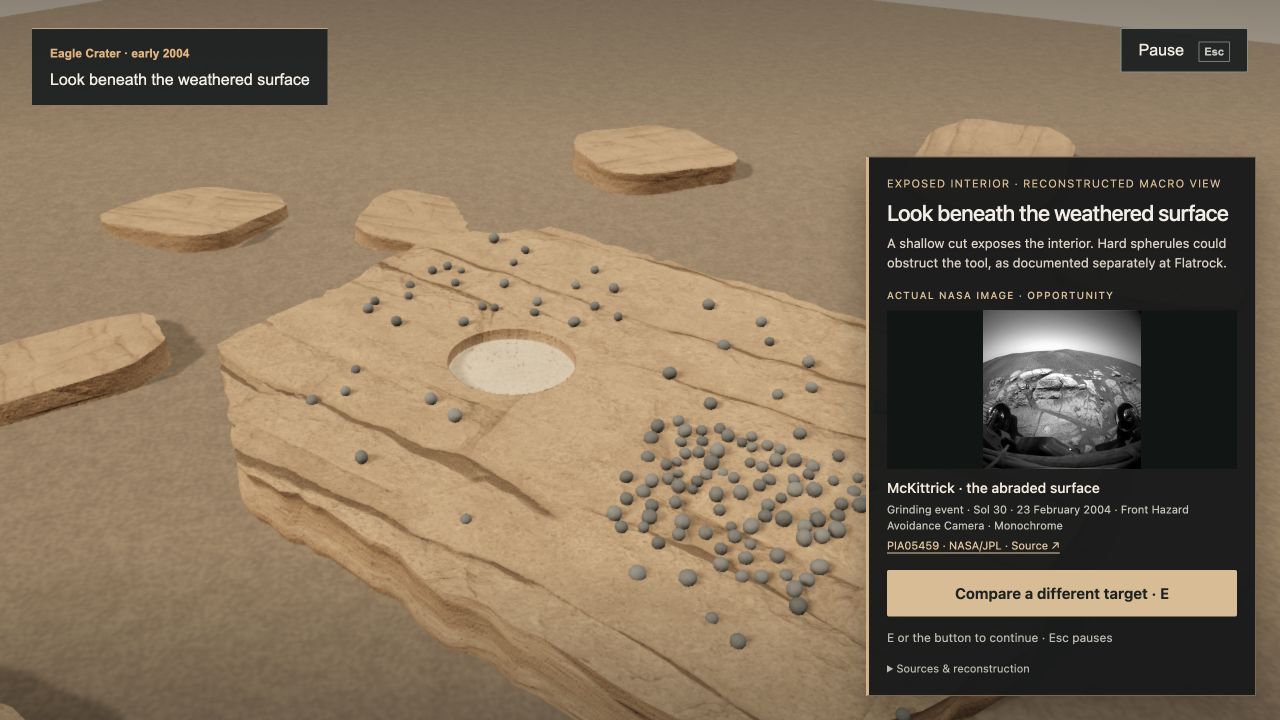 Eagle Crater · early 2004
Look beneath the weathered surface
Pause Esc
EXPOSED INTERIOR · RECONSTRUCTED MACRO VIEW
Look beneath the weathered surface
A shallow cut exposes the interior. Hard spherules could
obstruct the tool, as documented separately at Flatrock.
ACTUAL NASA IMAGE · OPPORTUNITY
McKittrick · the abraded surface
Grinding event · Sol 30 · 23 February 2004 · Front Hazard
Avoidance Camera · Monochrome
PIA05459 · NASA/JPL · Source ↗
Compare a different target · E
E or the button to continue · Esc pauses
▶ Sources & reconstruction